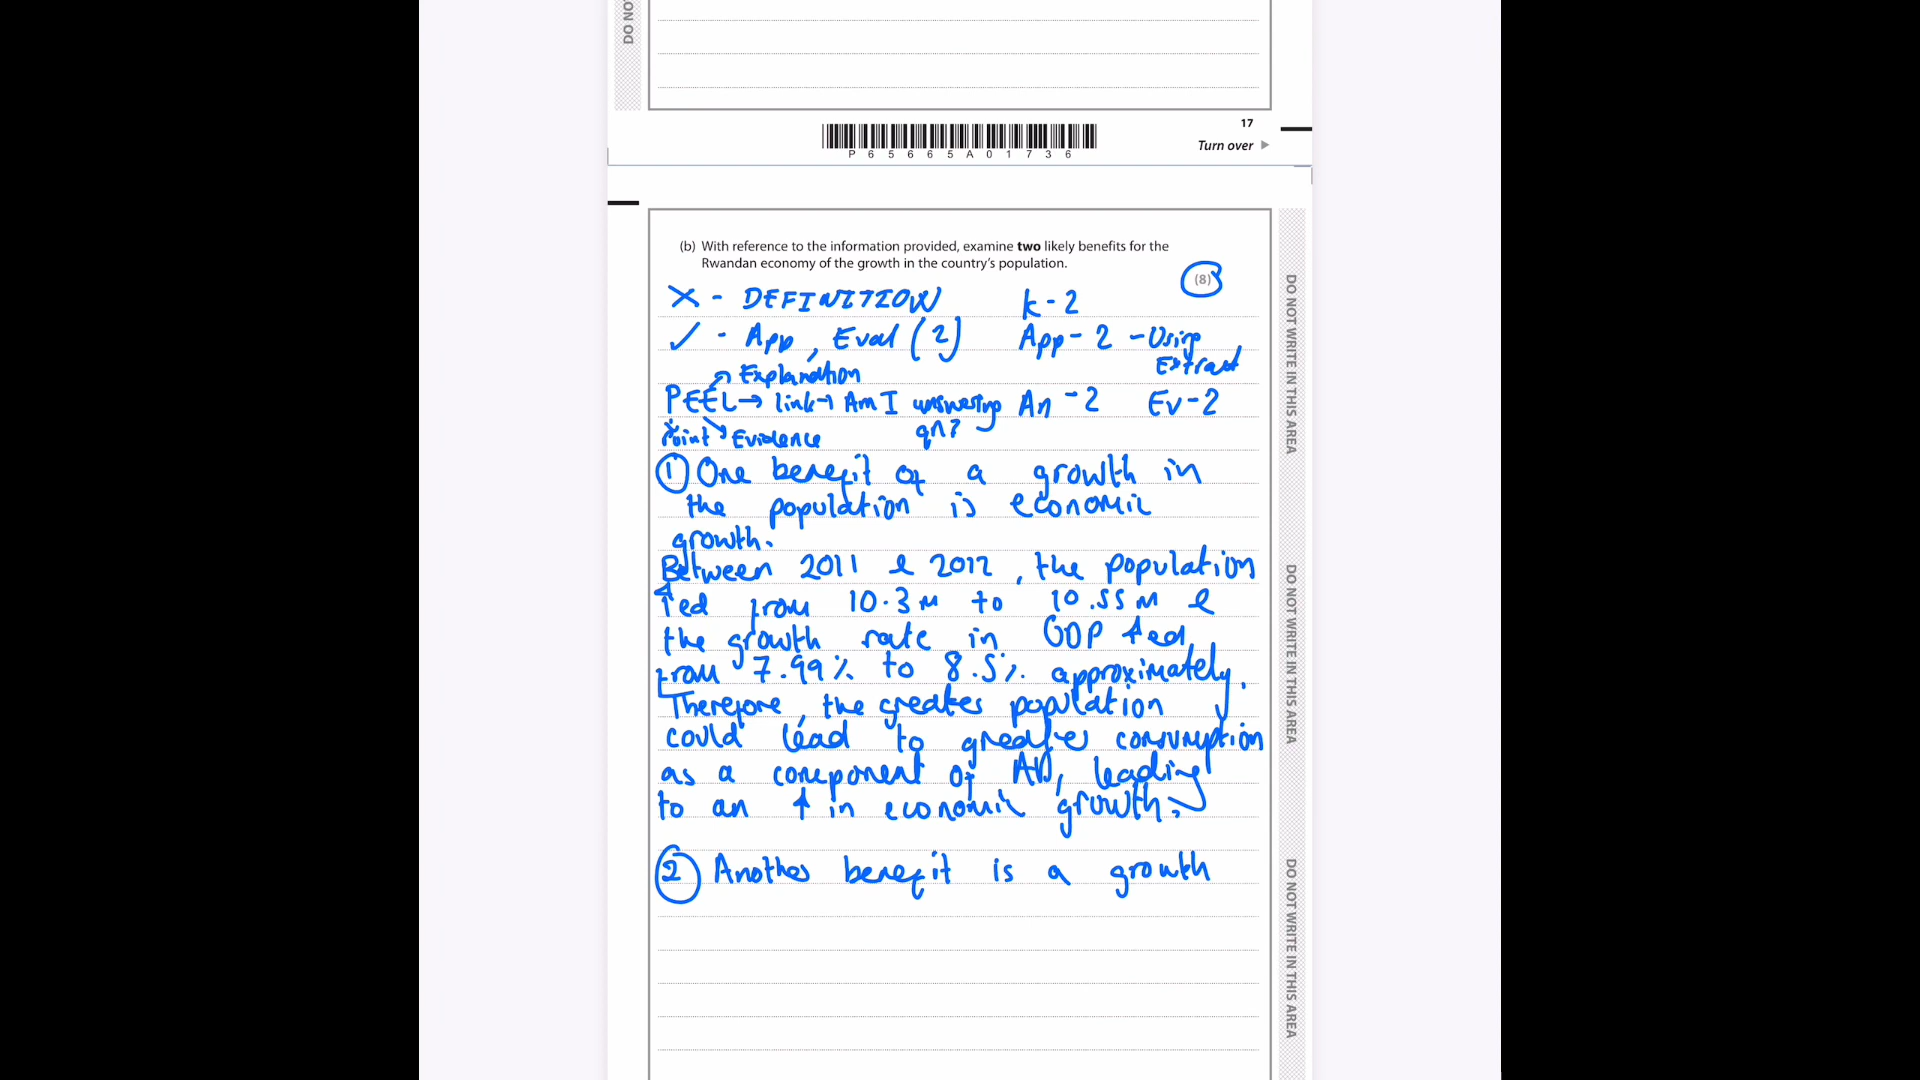 DO NO
P 6 5 6 6 5 A 0 1 7 3 6
17
Turn over
(b) With reference to the information provided, examine two likely benefits for the
Rwandan economy of the growth in the country's population.
(8)
X - DEFINITION K-2
✓ - App, Eval (2) App - 2 - Using Extract
Explanation
PEEL → link → Am I answering qn? An - 2 Ev - 2
Point Evidence
① One benefit of a growth in
the population is economic
growth.
Between 2011 & 2012, the population
↑ed from 10.3M to 10.55M &
the growth rate in GDP ↑ed
from 7.99% to 8.5% approximately.
Therefore, the greater population
could lead to greater consumption
as a component of AD, leading
to an ↑ in economic growth.
② Another benefit is a growth
DO NOT WRITE IN THIS AREA
DO NOT WRITE IN THIS AREA
DO NOT WRITE IN THIS AREA